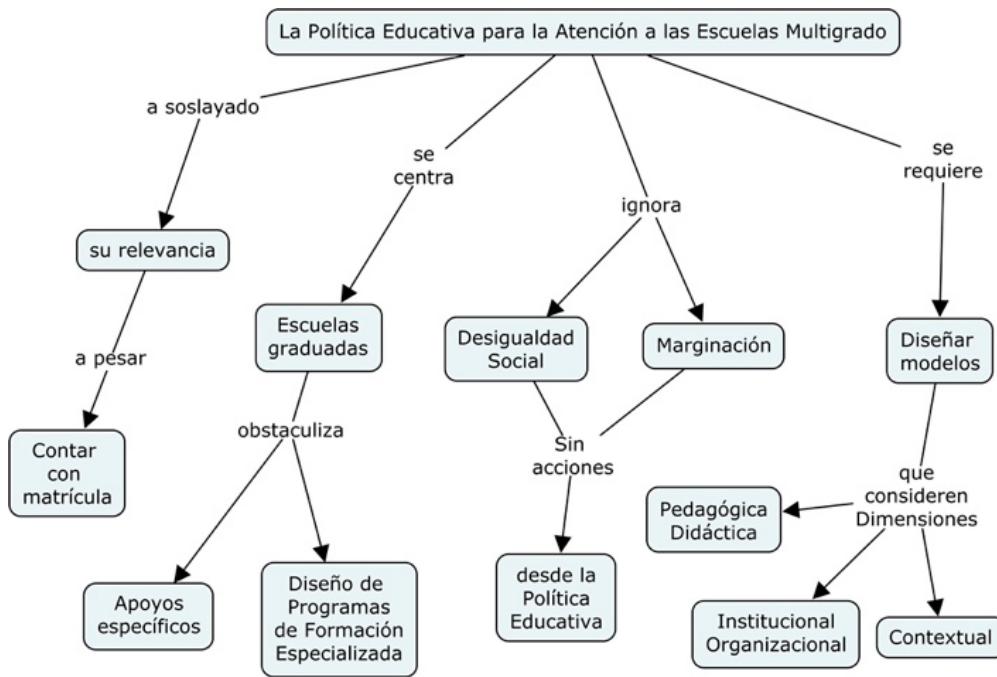 La Política Educativa para la Atención a las Escuelas Multigrado
a soslayado
su relevancia
a pesar
Contar
con
matrícula
se
centra
Escuelas
graduadas
obstaculiza
Apoyos
específicos
Diseño de
Programas
de Formación
Especializada
ignora
Desigualdad
Social
Marginación
Sin
acciones
desde la
Política
Educativa
se
requiere
Diseñar
modelos
que
consideren
Dimensiones
Pedagógica
Didáctica
Institucional
Organizacional
Contextual